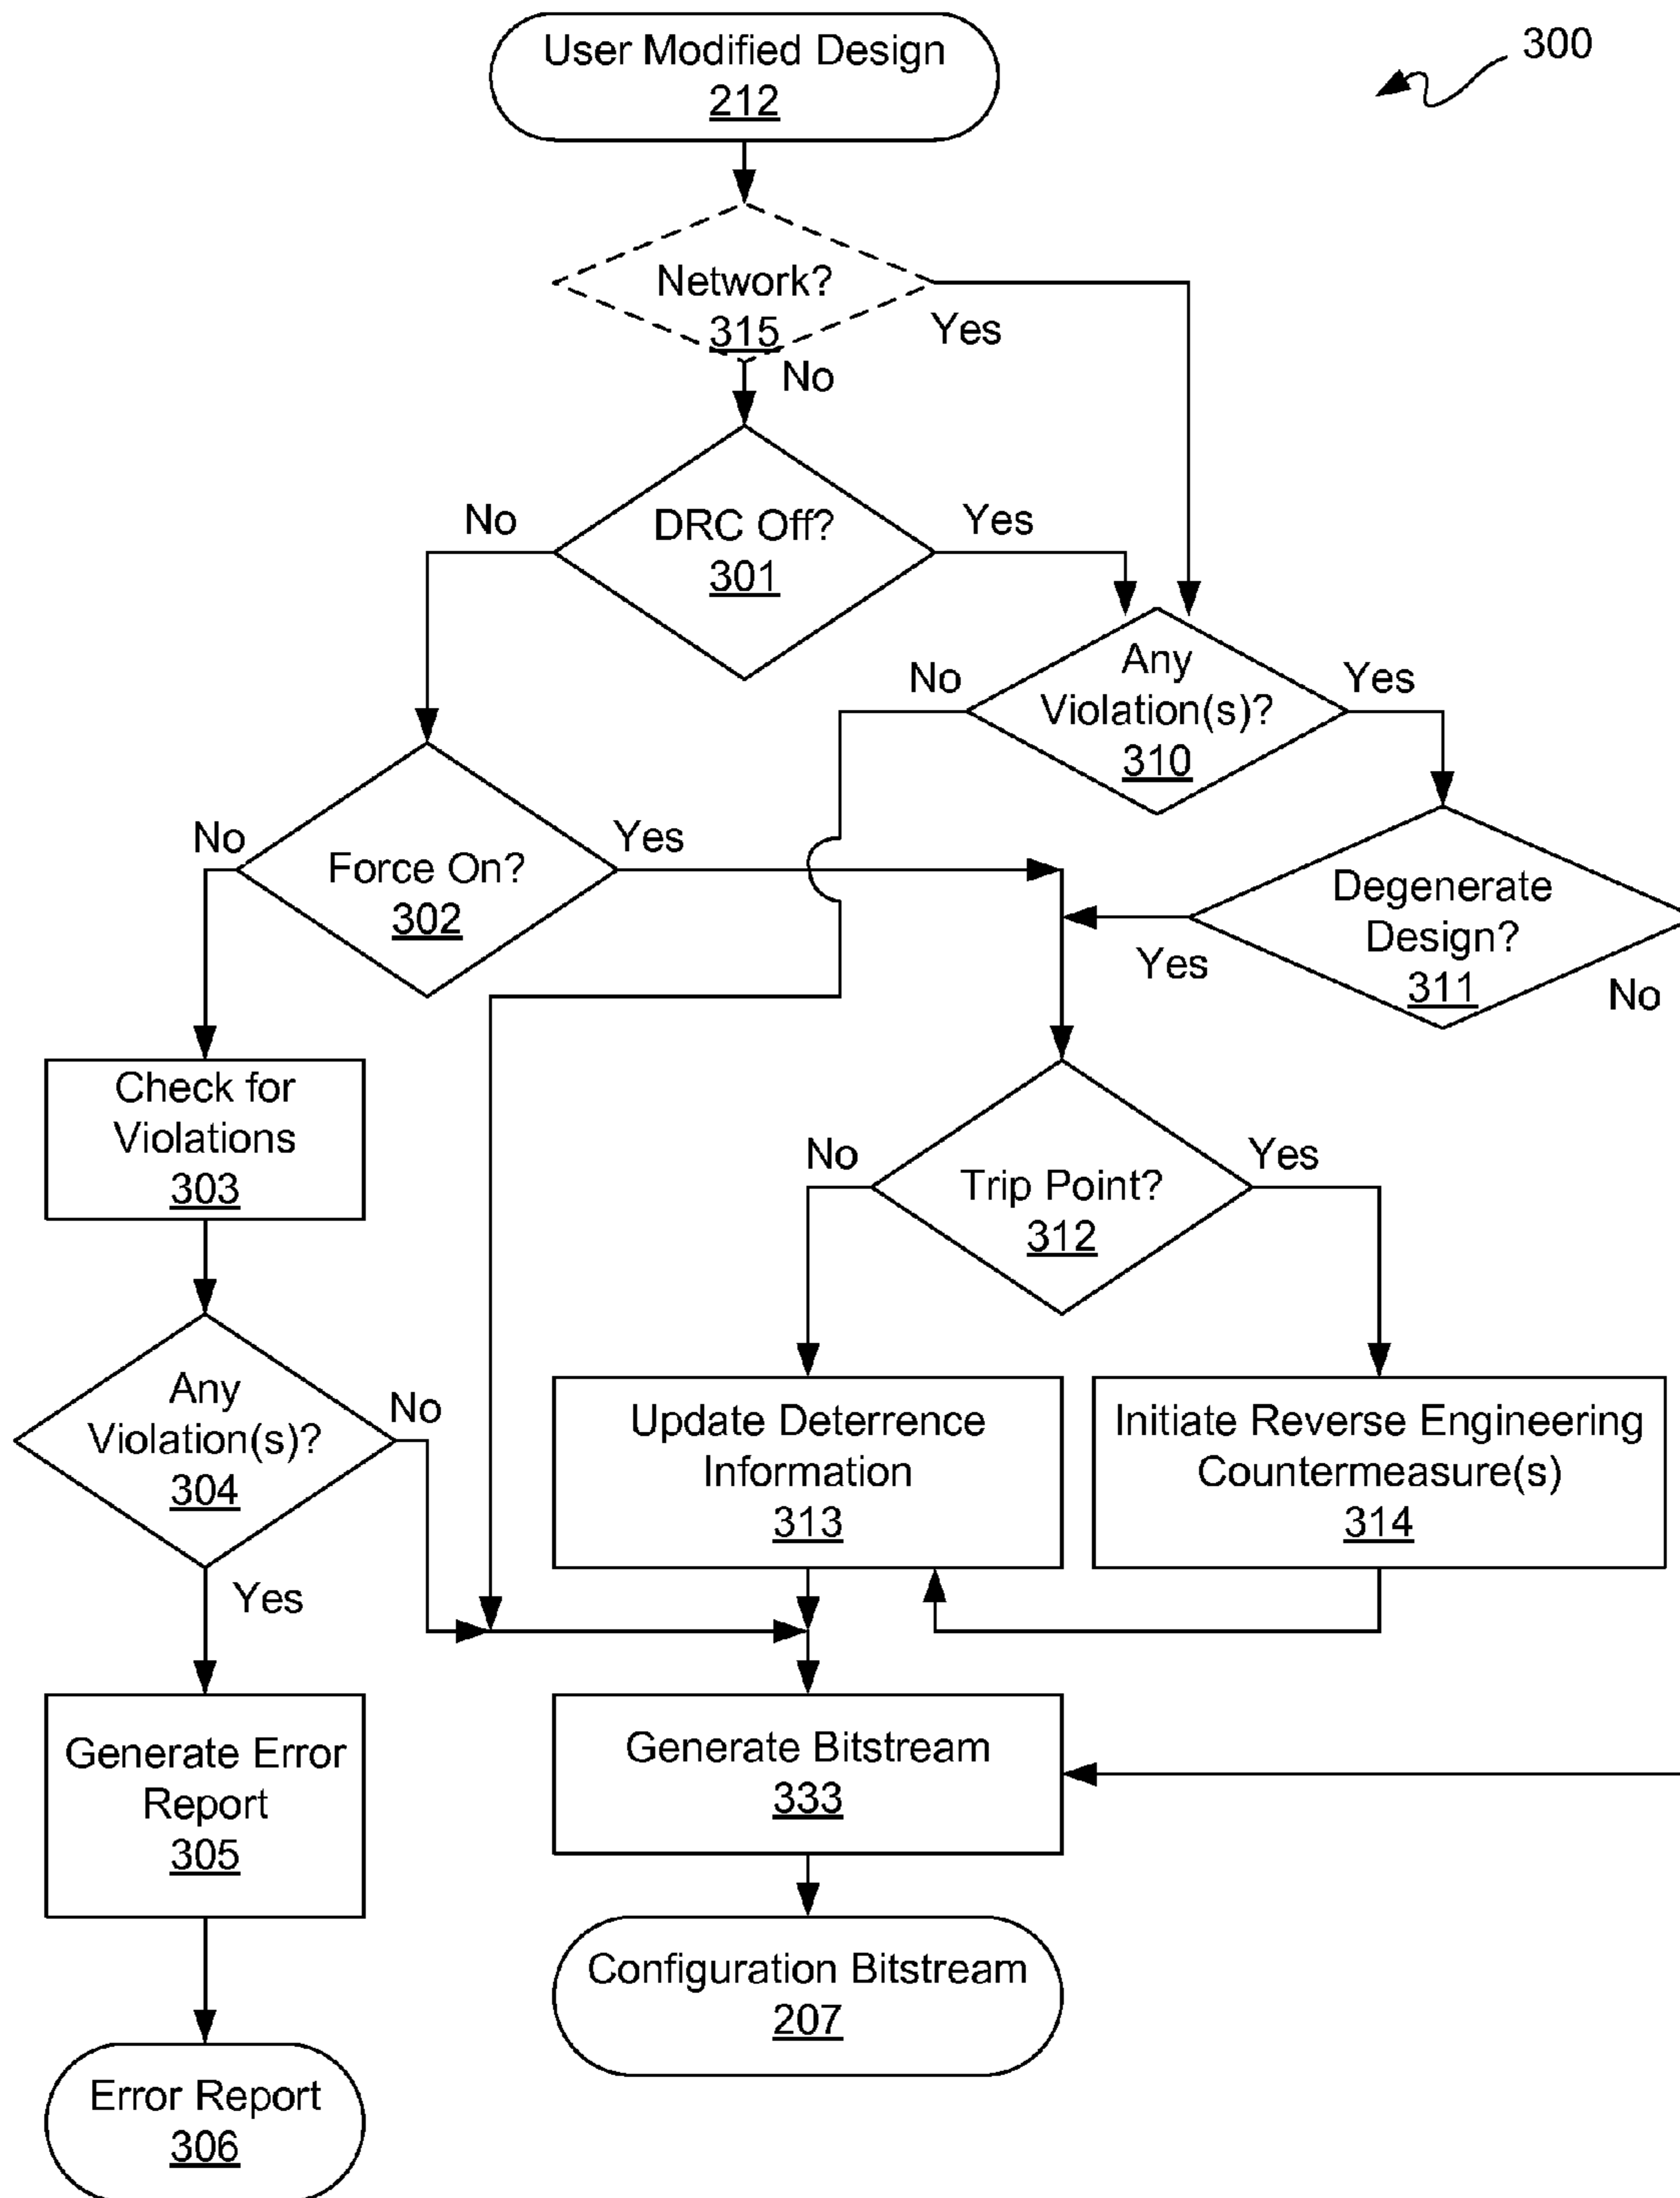 User Modified Design
212
300
Network?
315
Yes
No
DRC Off?
301
No
Yes
Any
Violation(s)?
310
No
Yes
Force On?
302
No
Yes
Degenerate
Design?
311
Yes
No
Check for
Violations
303
Trip Point?
312
No
Yes
Any
Violation(s)?
304
No
Yes
Update Deterrence
Information
313
Initiate Reverse Engineering
Countermeasure(s)
314
Generate Error
Report
305
Generate Bitstream
333
Configuration Bitstream
207
Error Report
306